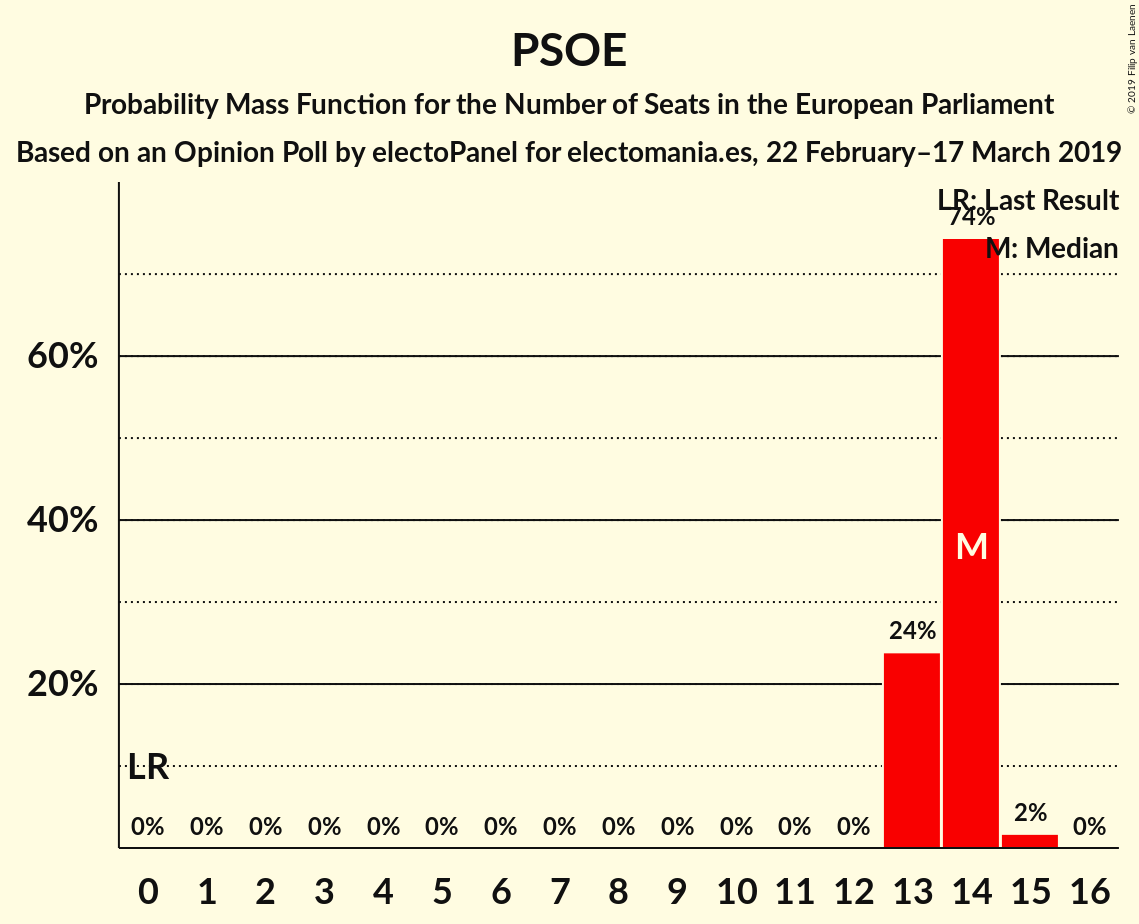 PSOE
Probability Mass Function for the Number of Seats in the European Parliament
Based on an Opinion Poll by electoPanel for electomania.es, 22 February–17 March 2019
© 2019 Filip van Laenen
LR: Last Result
M: Median
74%
60%
40%
M
24%
20%
LR
0% 0% 0% 0% 0% 0% 0% 0% 0% 0% 0% 0% 0% 2% 0%
0 1 2 3 4 5 6 7 8 9 10 11 12 13 14 15 16